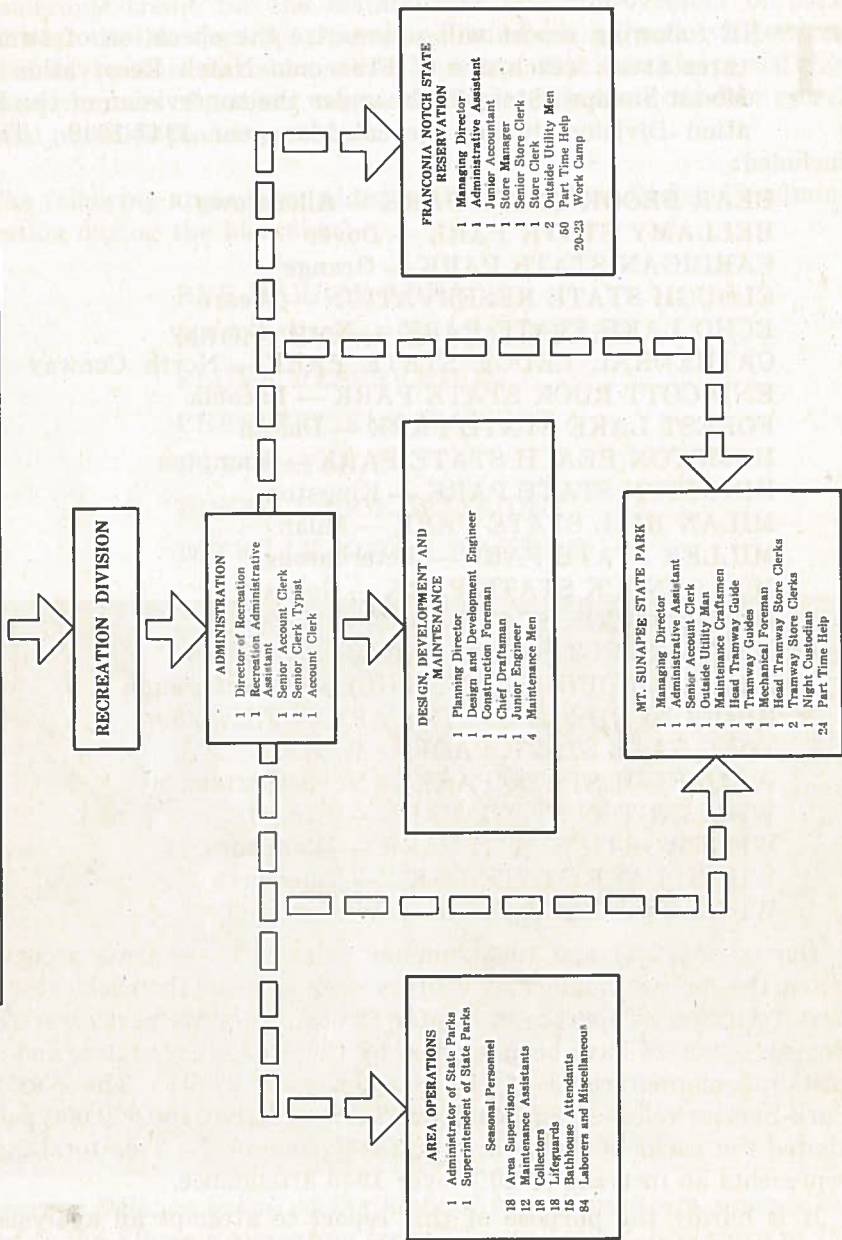 RECREATION DIVISION
ADMINISTRATION
1 Director of Recreation
1 Recreation Administrative
Assistant
1 Senior Account Clerk
1 Senior Clerk Typist
1 Account Clerk
FRANCONIA NOTCH STATE
RESERVATION
1 Managing Director
1 Administrative Assistant
1 Junior Accountant
1 Store Manager
1 Senior Store Clerk
1 Store Clerk
2 Outside Utility Men
60 Part Time Help
20-23 Work Camp
DESIGN, DEVELOPMENT AND
MAINTENANCE
1 Planning Director
1 Design and Development Engineer
1 Construction Foreman
1 Chief Draftsman
1 Junior Engineer
4 Maintenance Men
AREA OPERATIONS
1 Administrator of State Parks
1 Superintendent of State Parks
Seasonal Personnel
18 Area Supervisors
12 Maintenance Assistants
16 Collectors
18 Lifeguards
15 Bathhouse Attendants
84 Laborers and Miscellaneous
MT. SUNAPEE STATE PARK
1 Managing Director
1 Administrative Assistant
1 Senior Account Clerk
1 Outside Utility Man
4 Maintenance Craftsmen
1 Head Tramway Guide
4 Tramway Guides
1 Mechanical Foreman
1 Head Tramway Store Clerks
2 Tramway Store Clerks
1 Night Custodian
24 Part Time Help